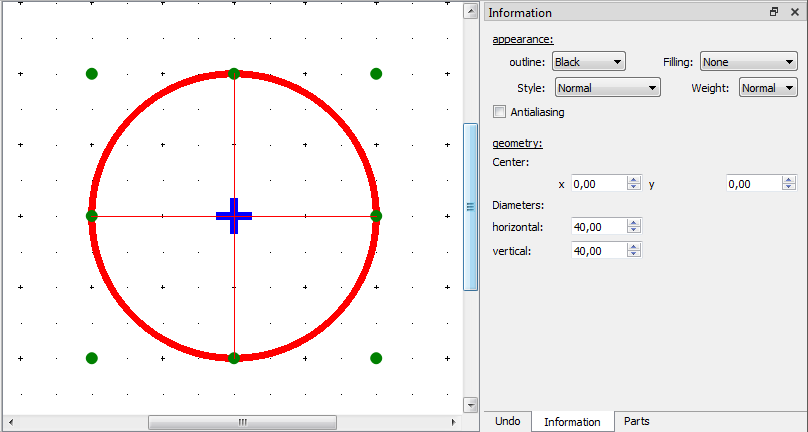 Information
appearance:
outline: Black Filling: None
Style: Normal Weight: Normal
Antialiasing
geometry:
Center:
x 0,00 y 0,00
Diameters:
horizontal: 40,00
vertical: 40,00
Undo Information Parts